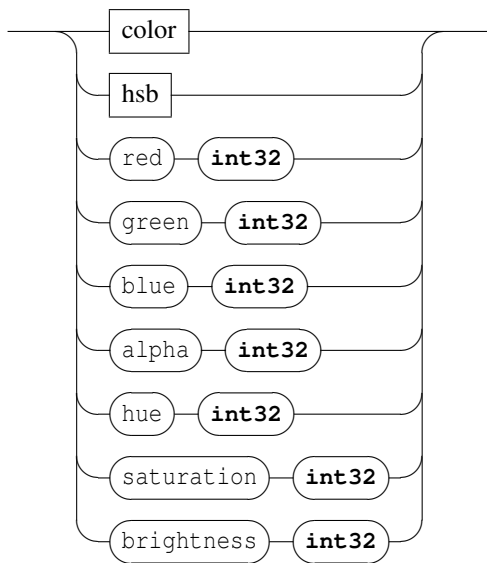 color
hsb
red int32
green int32
blue int32
alpha int32
hue int32
saturation int32
brightness int32